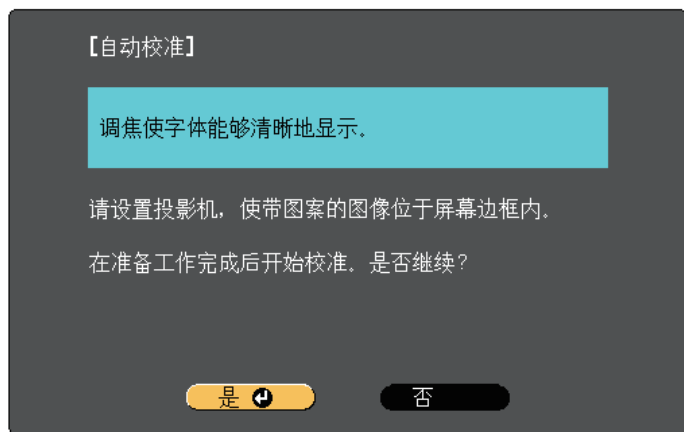 【自动校准】
调焦使字体能够清晰地显示。
请设置投影机，使带图案的图像位于屏幕边框内。
在准备工作完成后开始校准。是否继续？
是 否